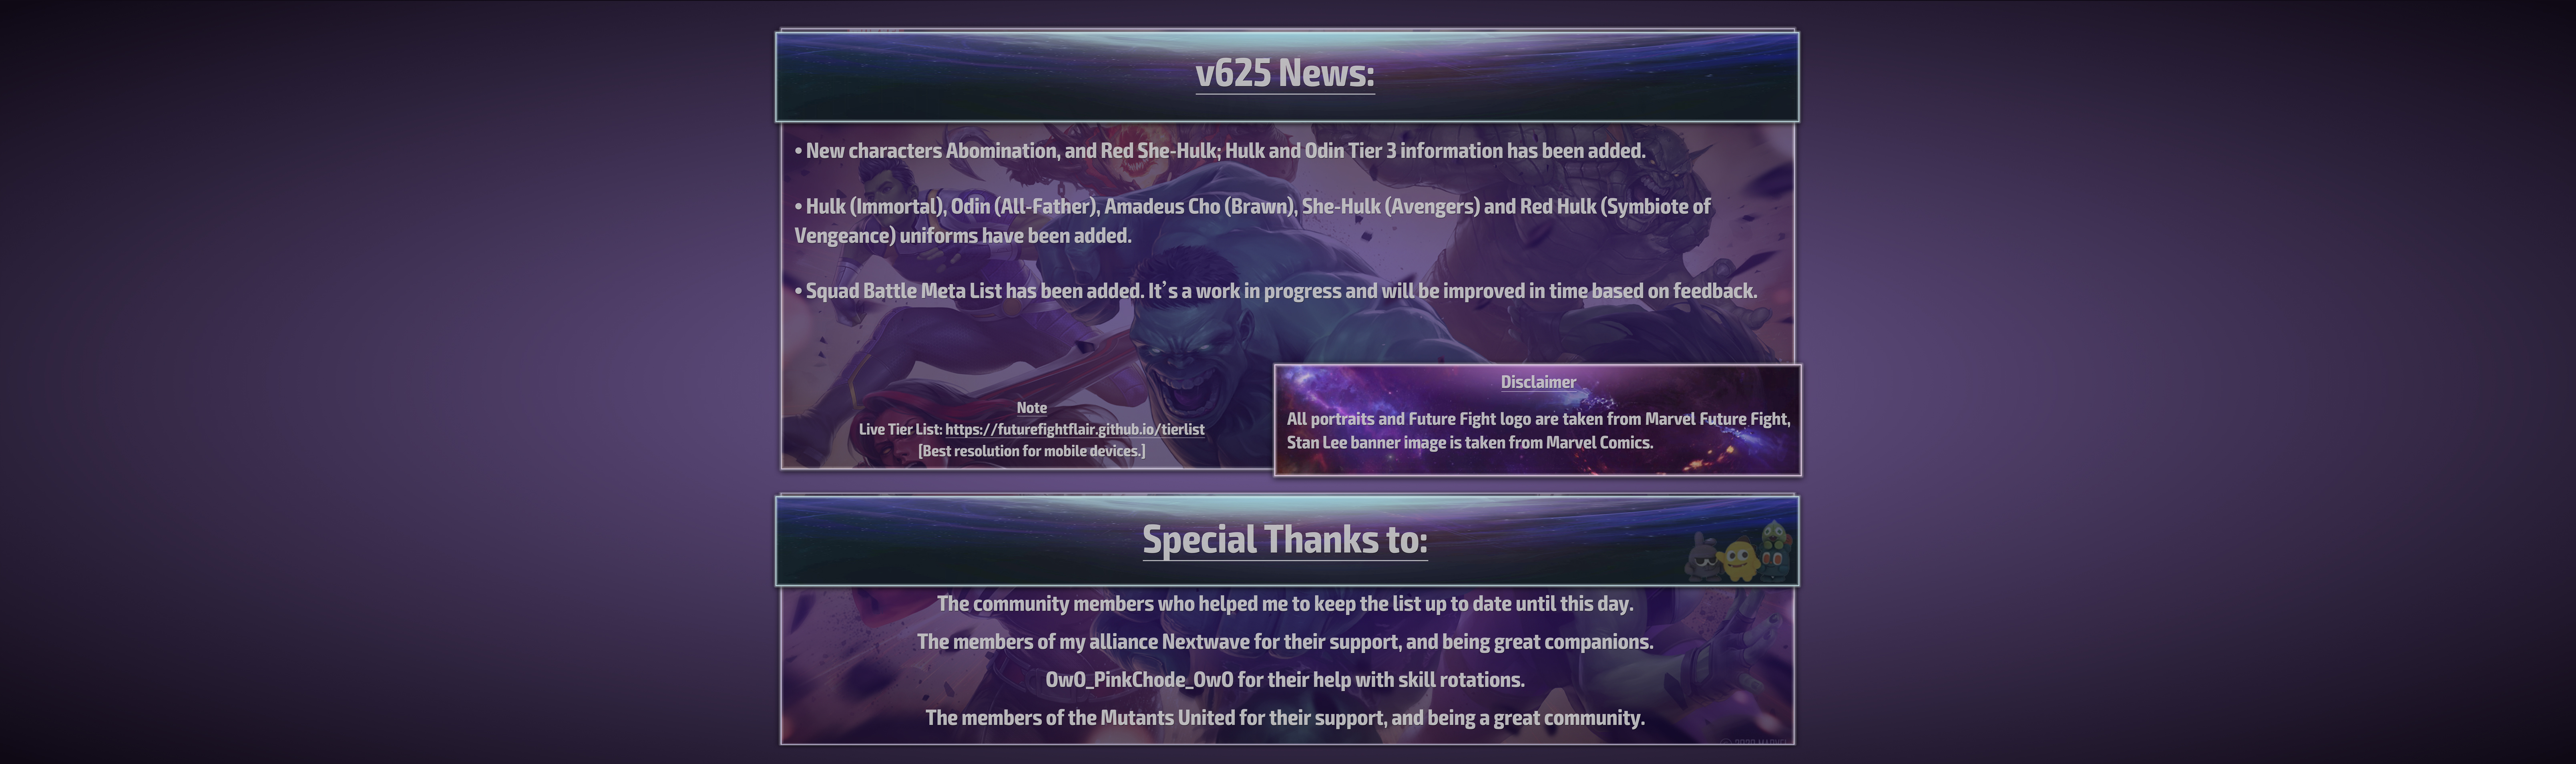 v625 News:
• New characters Abomination, and Red She-Hulk; Hulk and Odin Tier 3 information has been added.
• Hulk (Immortal), Odin (All-Father), Amadeus Cho (Brawn), She-Hulk (Avengers) and Red Hulk (Symbiote of
Vengeance) uniforms have been added.
• Squad Battle Meta List has been added. It’s a work in progress and will be improved in time based on feedback.
Note
Live Tier List: https://futurefightflair.github.io/tierlist
[Best resolution for mobile devices.]
Disclaimer
All portraits and Future Fight logo are taken from Marvel Future Fight,
Stan Lee banner image is taken from Marvel Comics.
Special Thanks to:
The community members who helped me to keep the list up to date until this day.
The members of my alliance Nextwave for their support, and being great companions.
OwO_PinkChode_OwO for their help with skill rotations.
The members of the Mutants United for their support, and being a great community.